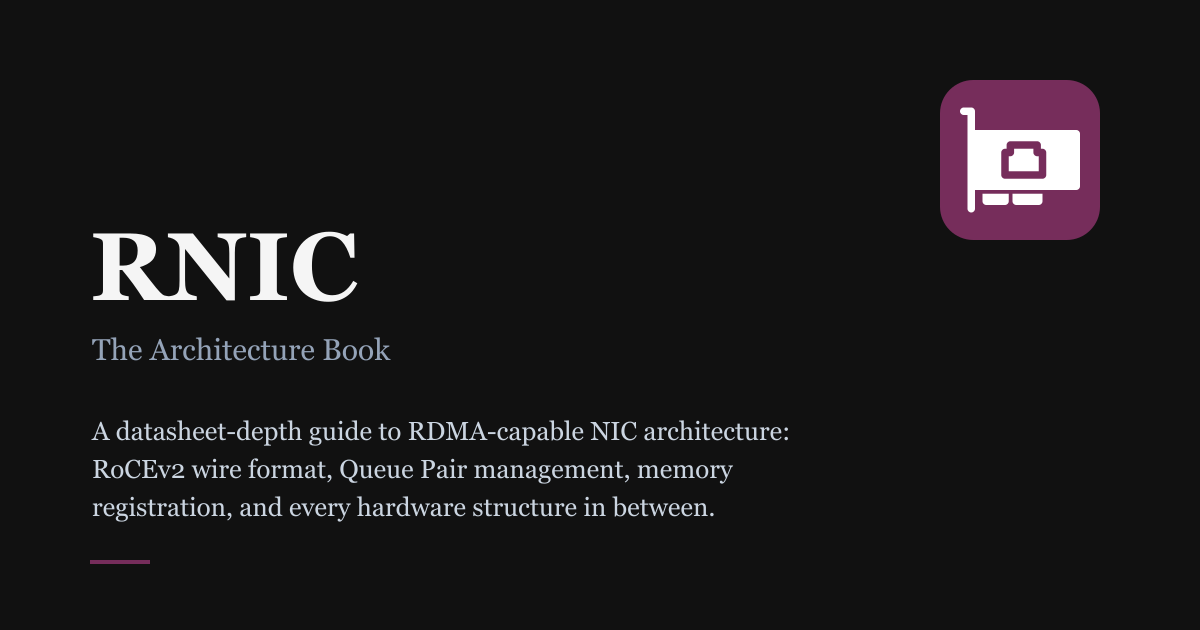 RNIC
The Architecture Book
A datasheet-depth guide to RDMA-capable NIC architecture:
RoCEv2 wire format, Queue Pair management, memory
registration, and every hardware structure in between.